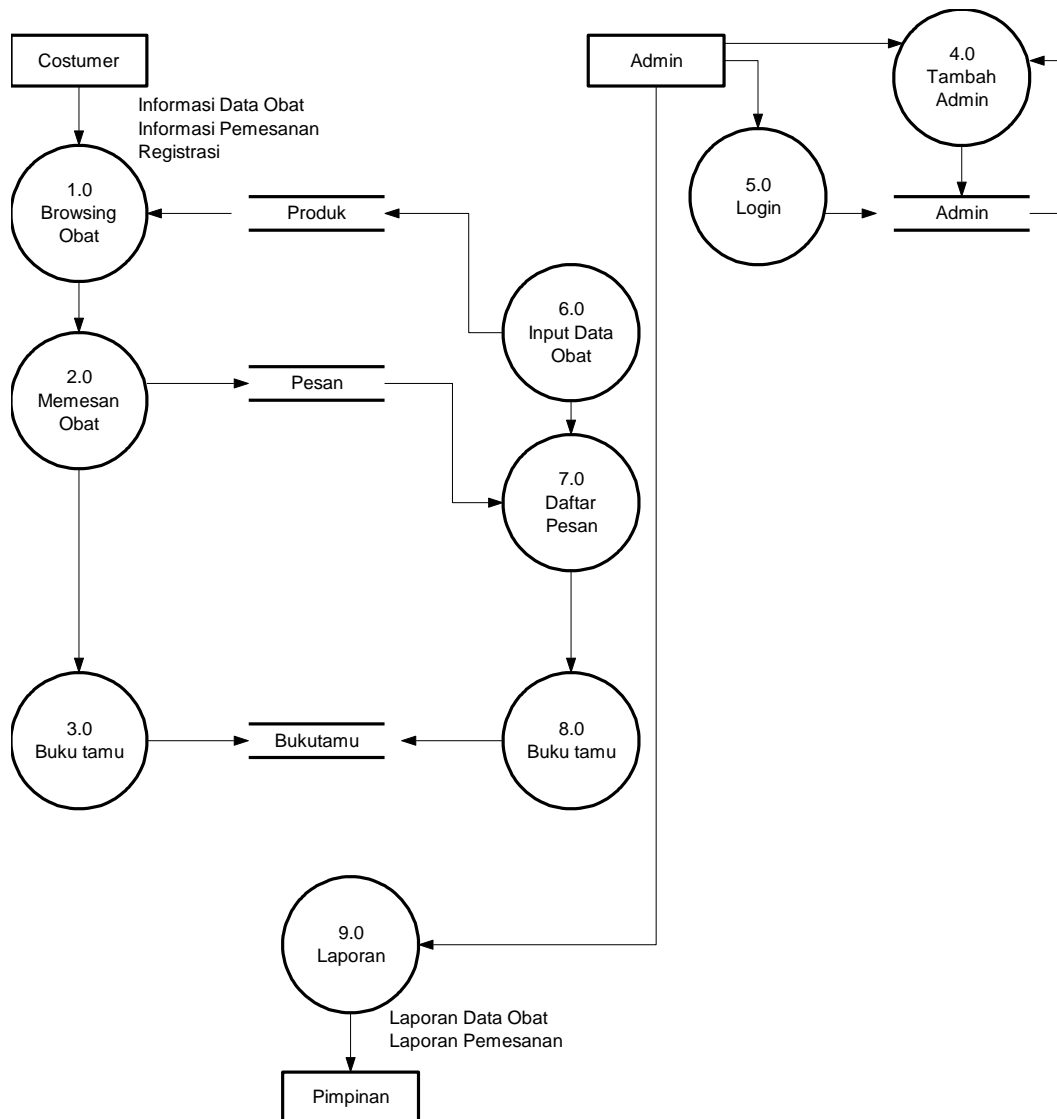 Costumer
Admin
4.0
Tambah
Admin
Informasi Data Obat
Informasi Pemesanan
Registrasi
1.0
Browsing
Obat
Produk
5.0
Login
Admin
6.0
Input Data
Obat
2.0
Memesan
Obat
Pesan
7.0
Daftar
Pesan
3.0
Buku tamu
Bukutamu
8.0
Buku tamu
9.0
Laporan
Laporan Data Obat
Laporan Pemesanan
Pimpinan